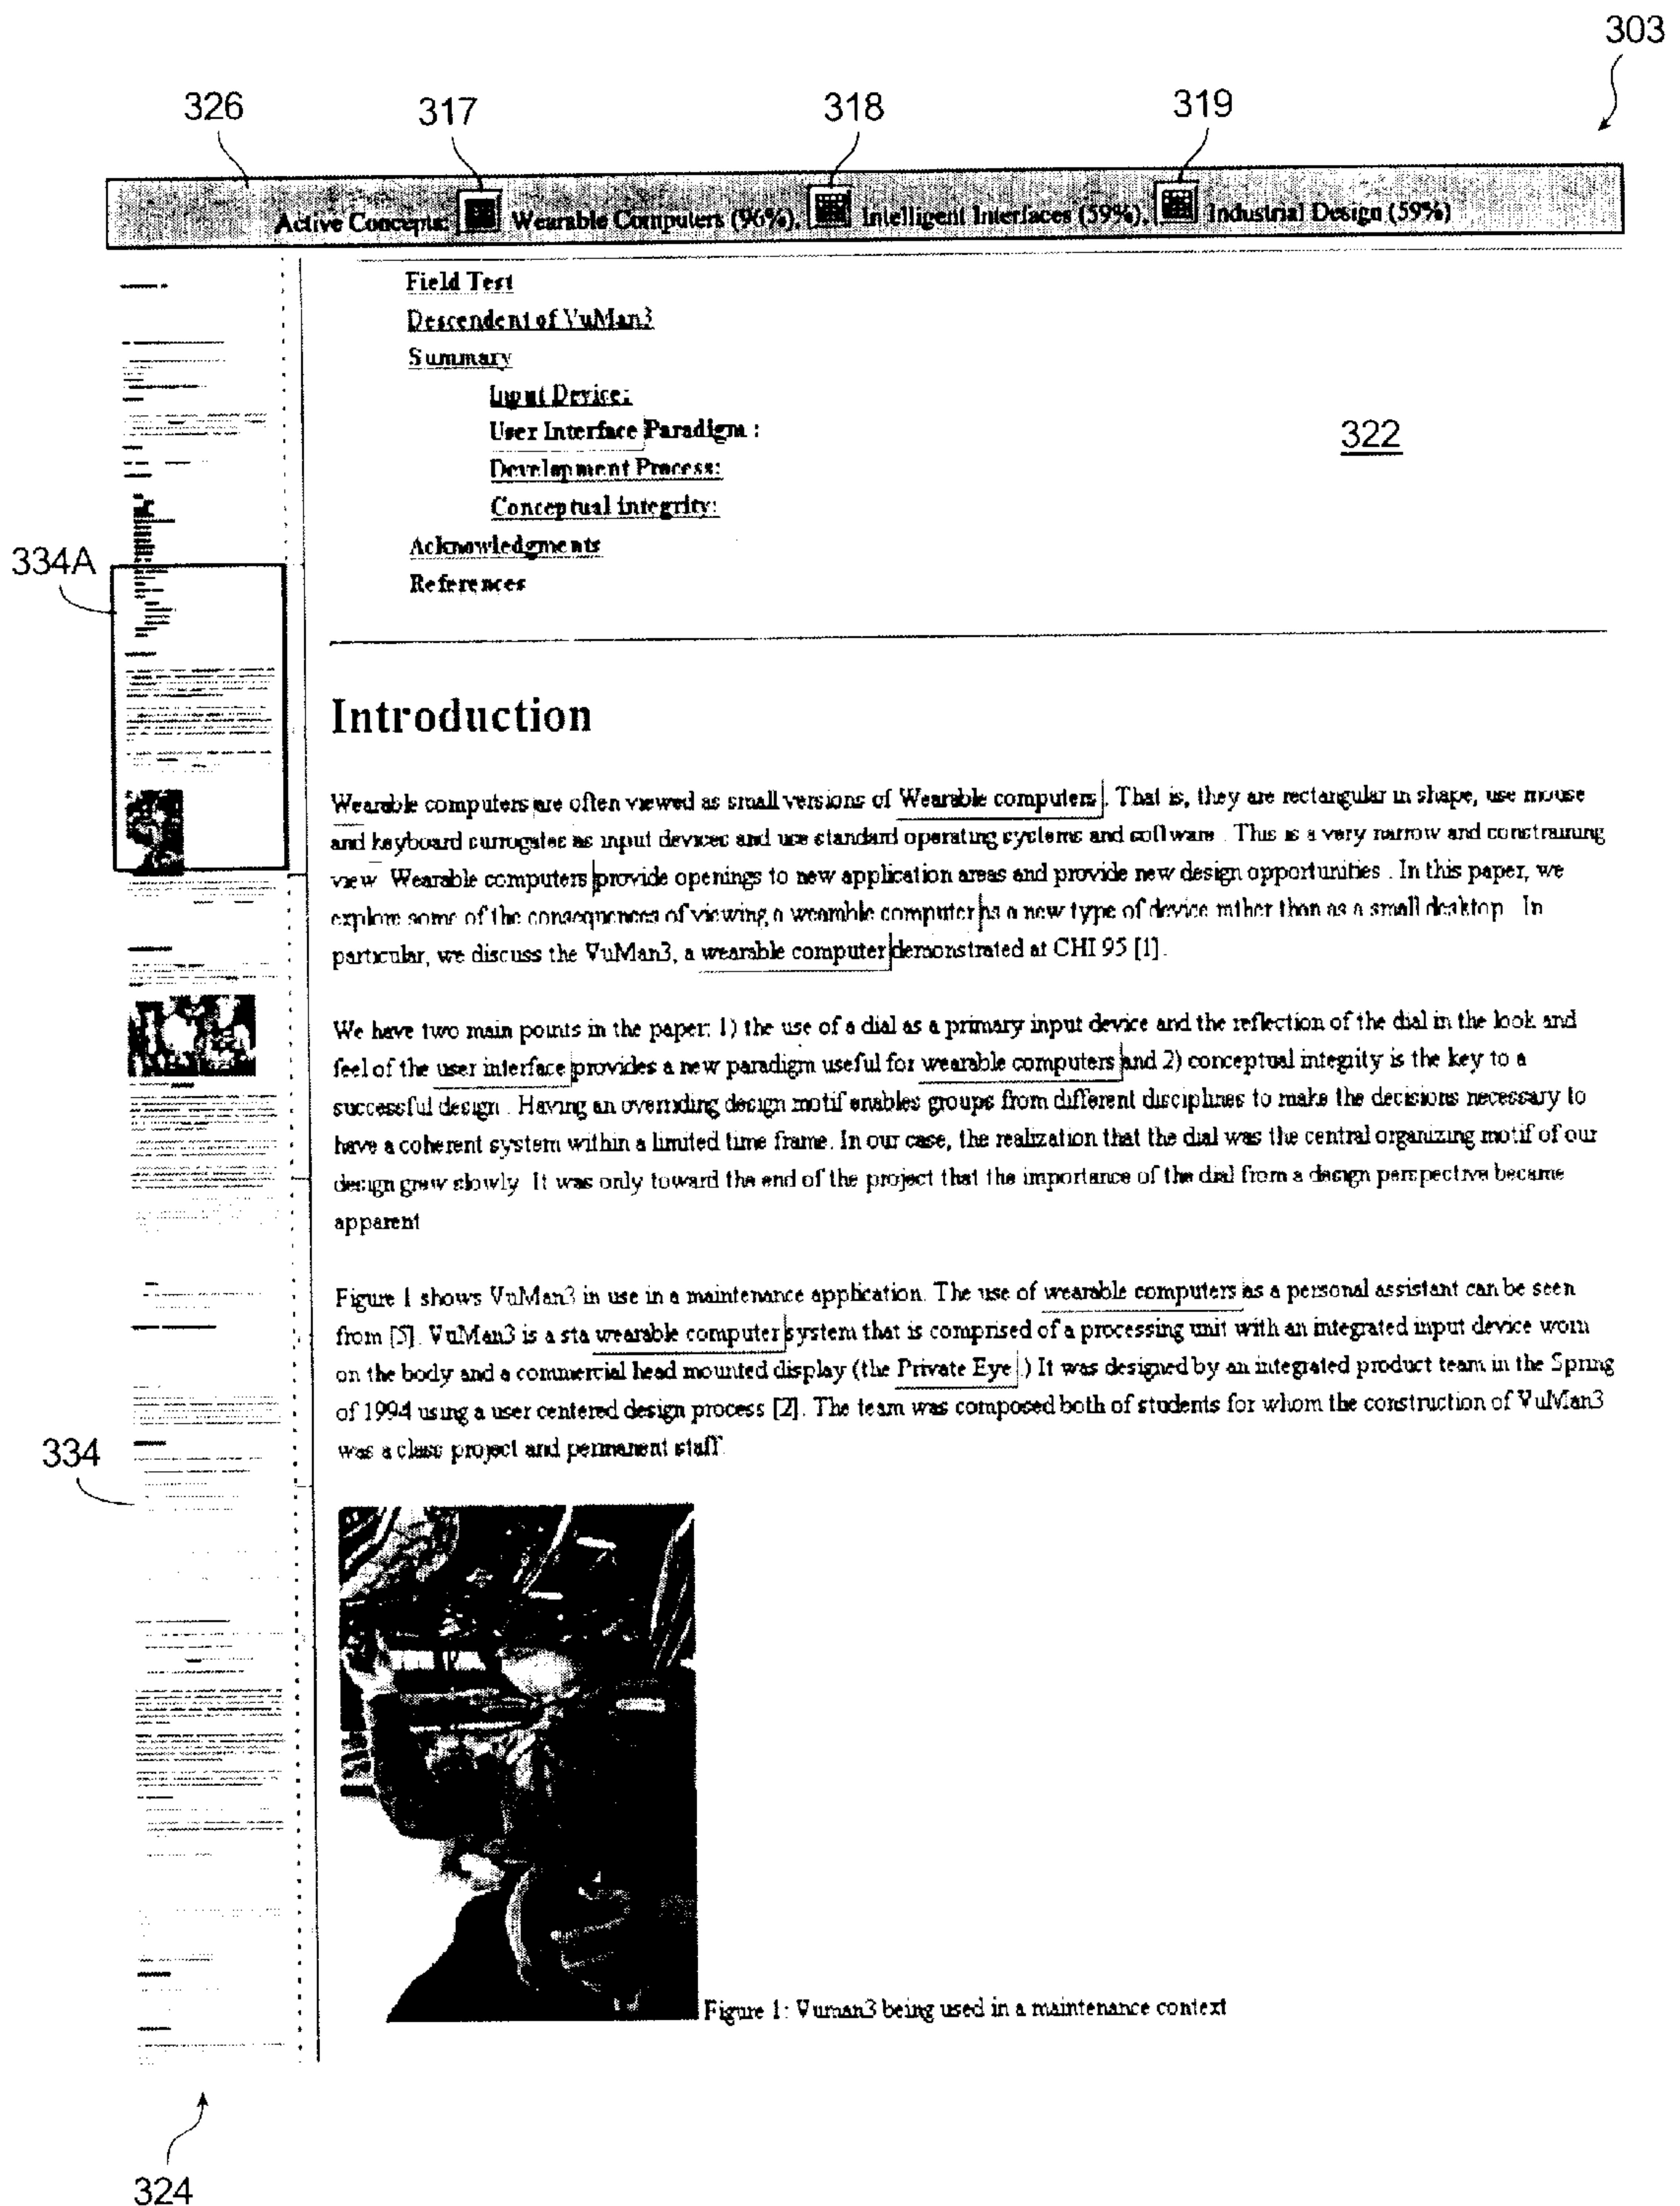 303
326 317 318 319
Active Concepts: Wearable Computers (96%), Intelligent Interfaces (59%), Industrial Design (59%)
Field Test
Descendent of VuMan3
Summary
Input Device:
User Interface Paradigm :
322
Development Process:
Conceptual integrity:
Acknowledgments
334A
References
Introduction
Wearable computers are often viewed as small versions of Wearable computers . That is, they are rectangular in shape, use mouse
and keyboard surrogates as input devices and use standard operating systems and software . This is a very narrow and constraining
view Wearable computers provide openings to new application areas and provide new design opportunities . In this paper, we
explore some of the consequences of viewing a wearable computer as a new type of device rather than as a small desktop . In
particular, we discuss the VuMan3, a wearable computer demonstrated at CHI 95 [1].
We have two main points in the paper: 1) the use of a dial as a primary input device and the reflection of the dial in the look and
feel of the user interface provides a new paradigm useful for wearable computers and 2) conceptual integrity is the key to a
successful design . Having an overriding design motif enables groups from different disciplines to make the decisions necessary to
have a coherent system within a limited time frame. In our case, the realization that the dial was the central organizing motif of our
design grew slowly It was only toward the end of the project that the importance of the dial from a design perspective became
apparent
Figure 1 shows VuMan3 in use in a maintenance application. The use of wearable computers as a personal assistant can be seen
from [5]. VuMan3 is a sta wearable computer system that is comprised of a processing unit with an integrated input device worn
on the body and a commercial head mounted display (the Private Eye .) It was designed by an integrated product team in the Spring
of 1994 using a user centered design process [2]. The team was composed both of students for whom the construction of VuMan3
was a class project and permanent staff.
334
Figure 1: Vuman3 being used in a maintenance context
324